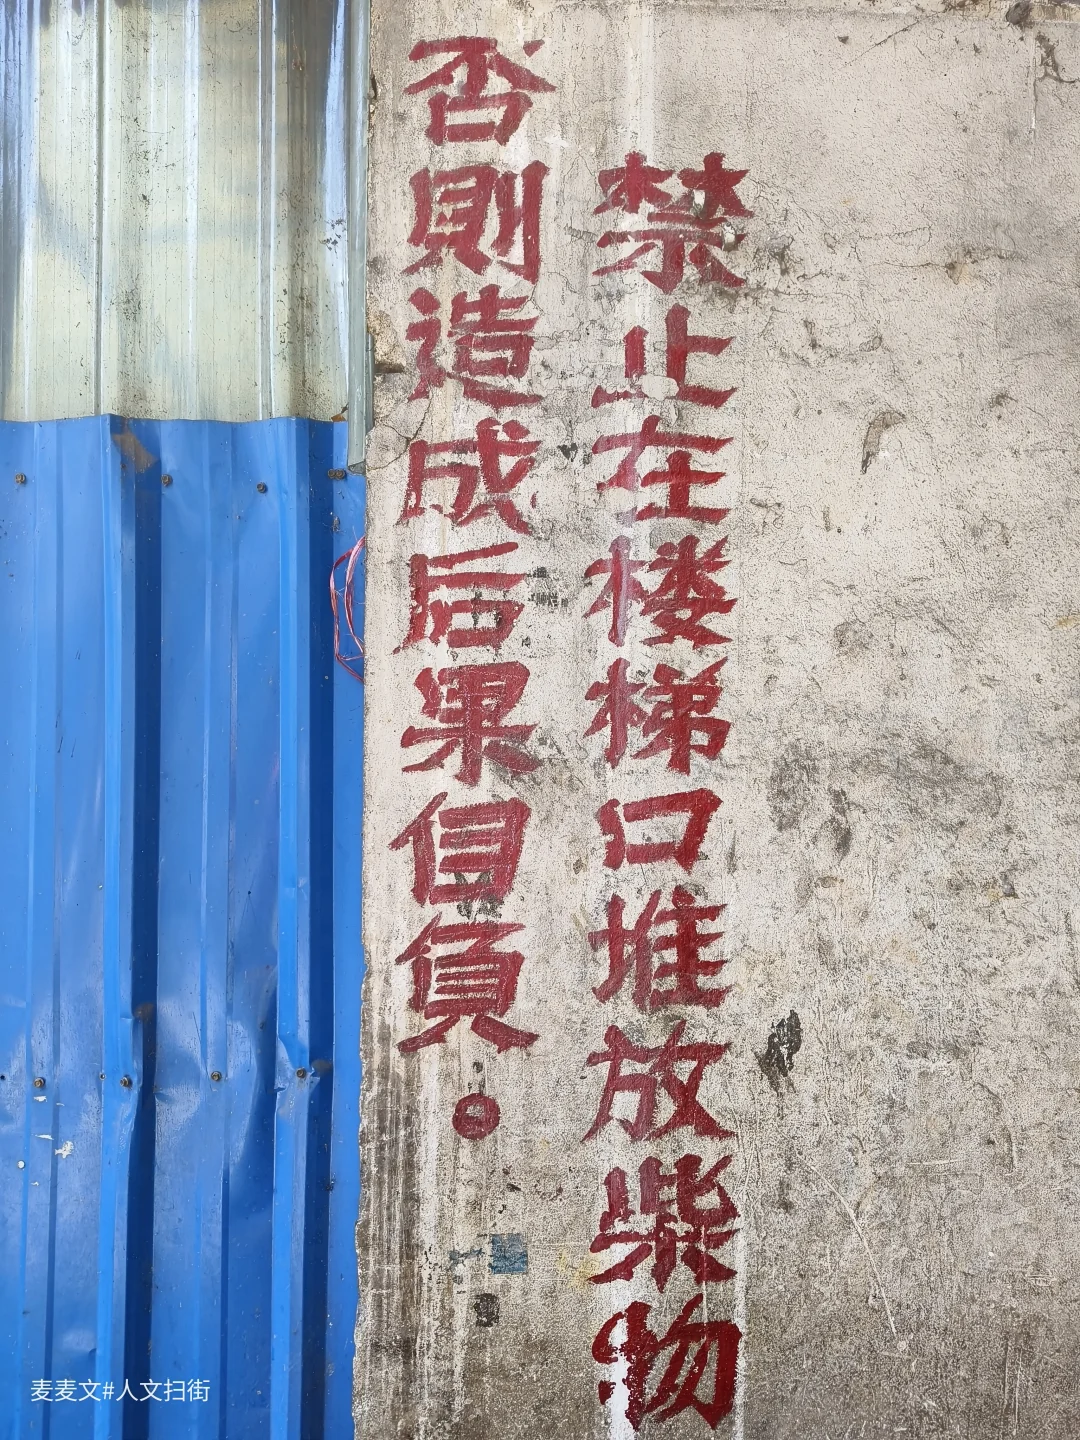 禁止在楼梯口堆放柴物
否則造成后果自負。
麦麦文#人文扫街